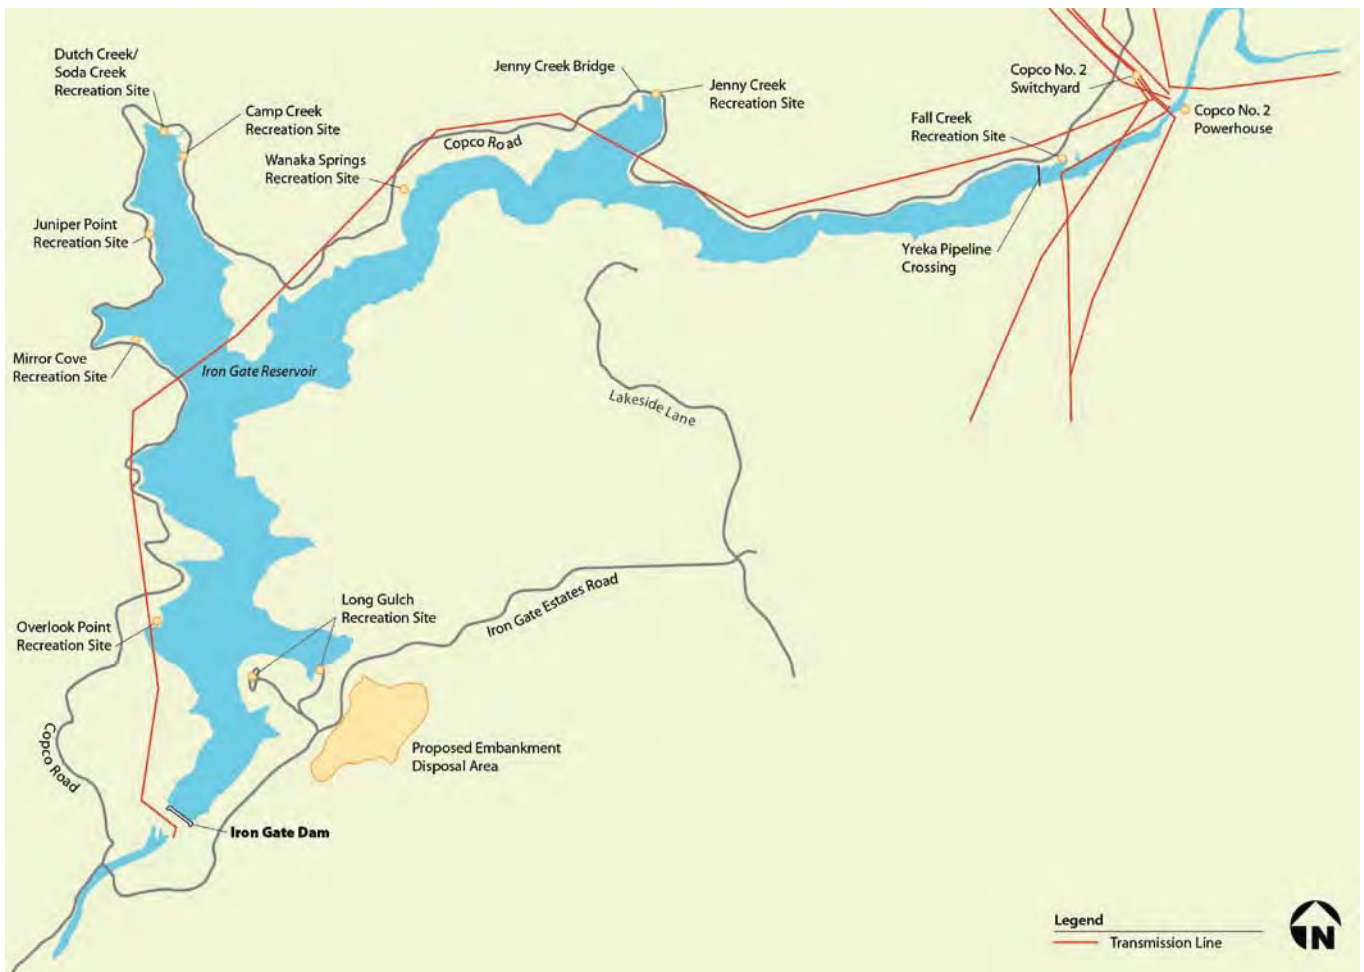 Dutch Creek/
Soda Creek
Recreation Site
Camp Creek
Recreation Site
Wanaka Springs
Recreation Site
Jenny Creek Bridge
Jenny Creek
Recreation Site
Copco Road
Copco No. 2
Switchyard
Copco No. 2
Powerhouse
Fall Creek
Recreation Site
Yreka Pipeline
Crossing
Juniper Point
Recreation Site
Mirror Cove
Recreation Site
Iron Gate Reservoir
Lakeside Lane
Iron Gate Estates Road
Long Gulch
Recreation Site
Overlook Point
Recreation Site
Copco Road
Proposed Embankment
Disposal Area
Iron Gate Dam
Legend
Transmission Line
N